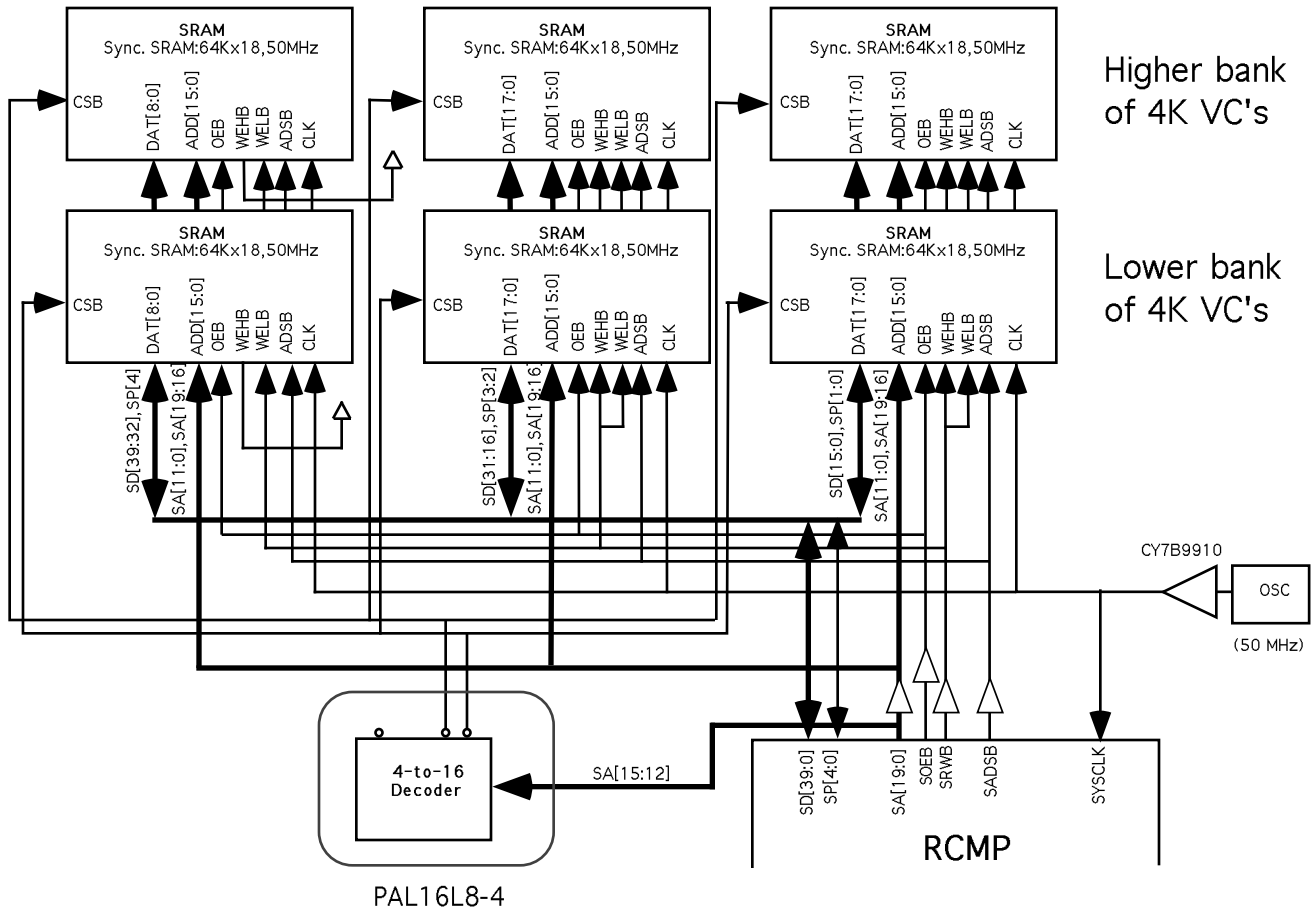 SRAM
Sync. SRAM:64Kx18,50MHz
CSB
DAT[8:0]
ADD[15:0]
OEB
WEHB
WELB
ADSB
CLK
SRAM
Sync. SRAM:64Kx18,50MHz
CSB
DAT[17:0]
ADD[15:0]
OEB
WEHB
WELB
ADSB
CLK
SRAM
Sync. SRAM:64Kx18,50MHz
CSB
DAT[17:0]
ADD[15:0]
OEB
WEHB
WELB
ADSB
CLK
Higher bank
of 4K VC's
SRAM
Sync. SRAM:64Kx18,50MHz
CSB
DAT[8:0]
ADD[15:0]
OEB
WEHB
WELB
ADSB
CLK
SRAM
Sync. SRAM:64Kx18,50MHz
CSB
DAT[17:0]
ADD[15:0]
OEB
WEHB
WELB
ADSB
CLK
SRAM
Sync. SRAM:64Kx18,50MHz
CSB
DAT[17:0]
ADD[15:0]
OEB
WEHB
WELB
ADSB
CLK
Lower bank
of 4K VC's
SD[39:32],SP[4]
SA[11:0],SA[19:16]
SD[31:16],SP[3:2]
SA[11:0],SA[19:16]
SD[15:0],SP[1:0]
SA[11:0],SA[19:16]
CY7B9910
OSC
(50 MHz)
4-to-16
Decoder
SA[15:12]
SD[39:0]
SP[4:0]
SA[19:0]
SOEB
SRWB
SADSB
SYSCLK
RCMP
PAL16L8-4